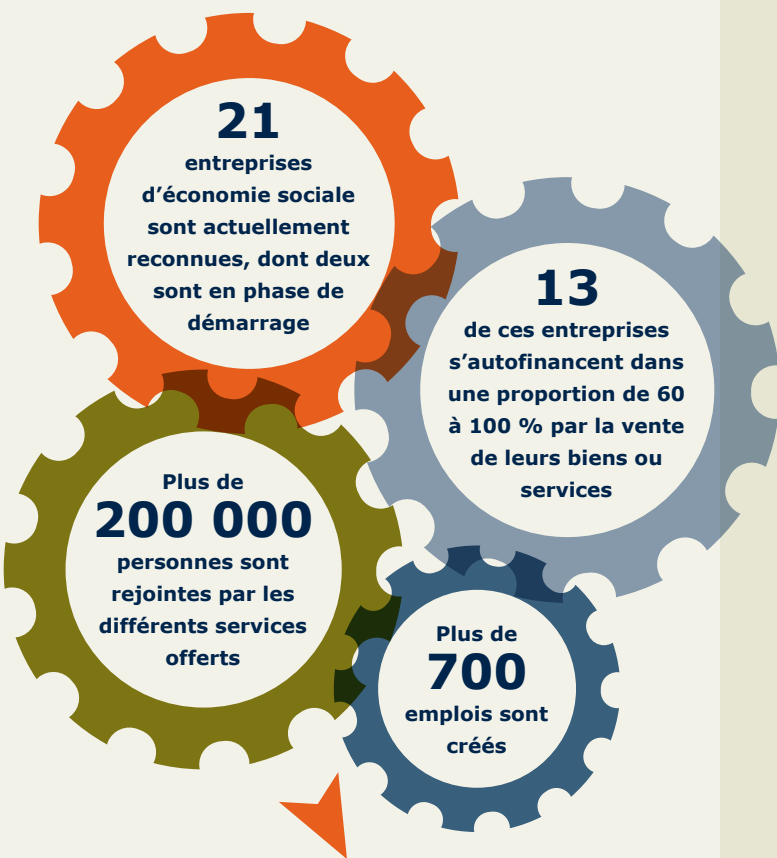 21
entreprises
d’économie sociale
sont actuellement
reconnues, dont deux
sont en phase de
démarrage
13
de ces entreprises
s’autofinancent dans
une proportion de 60
à 100 % par la vente
de leurs biens ou
services
Plus de
200 000
personnes sont
rejointes par les
différents services
offerts
Plus de
700
emplois sont
créés